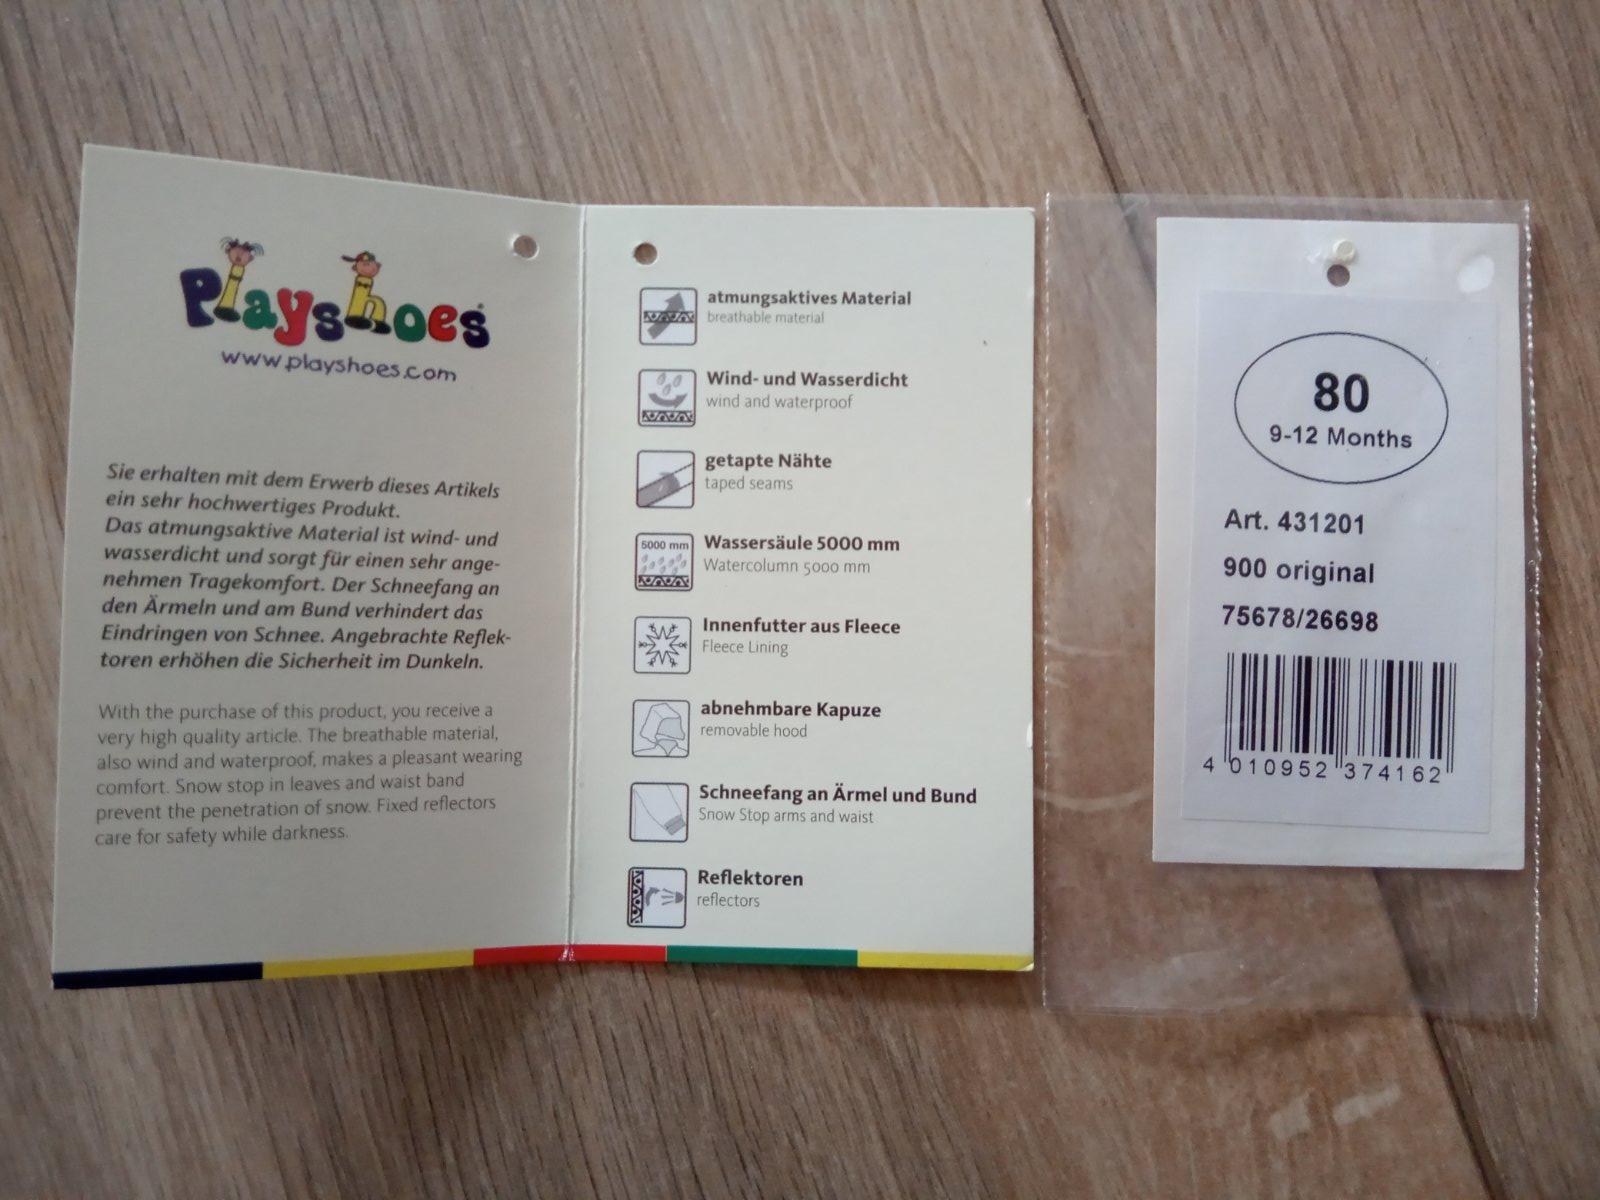 Playshoes
www.playshoes.com
Sie erhalten mit dem Erwerb dieses Artikels
ein sehr hochwertiges Produkt.
Das atmungsaktive Material ist wind- und
wasserdicht und sorgt für einen sehr ange-
nehmen Tragekomfort. Der Schneefang an
den Ärmeln und am Bund verhindert das
Eindringen von Schnee. Angebrachte Reflek-
toren erhöhen die Sicherheit im Dunkeln.
With the purchase of this product, you receive a
very high quality article. The breathable material,
also wind and waterproof, makes a pleasant wearing
comfort. Snow stop in leaves and waist band
prevent the penetration of snow. Fixed reflectors
care for safety while darkness.
atmungsaktives Material
breathable material
Wind- und Wasserdicht
wind and waterproof
getapte Nähte
taped seams
5000 mm
Wassersäule 5000 mm
Watercolumn 5000 mm
Innenfutter aus Fleece
Fleece Lining
abnehmbare Kapuze
removable hood
Schneefang an Ärmel und Bund
Snow Stop arms and waist
Reflektoren
reflectors
80
9-12 Months
Art. 431201
900 original
75678/26698
4 010952 374162